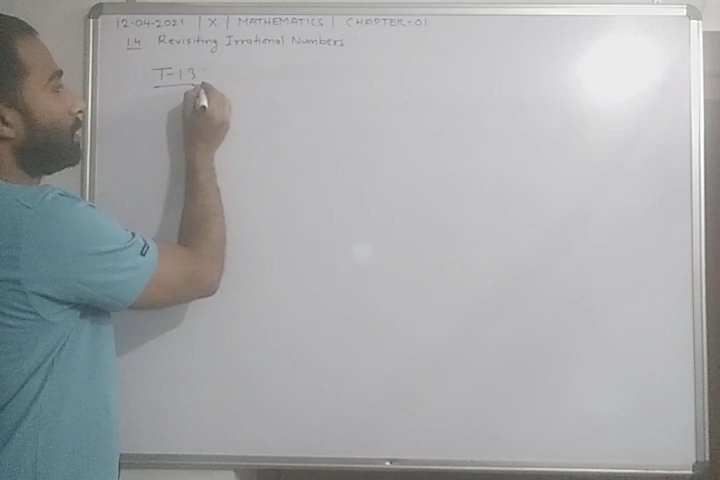 12-04-2021 | X | MATHEMATICS | CHAPTER-01
1.4 Revisiting Irrational Numbers
T-13: